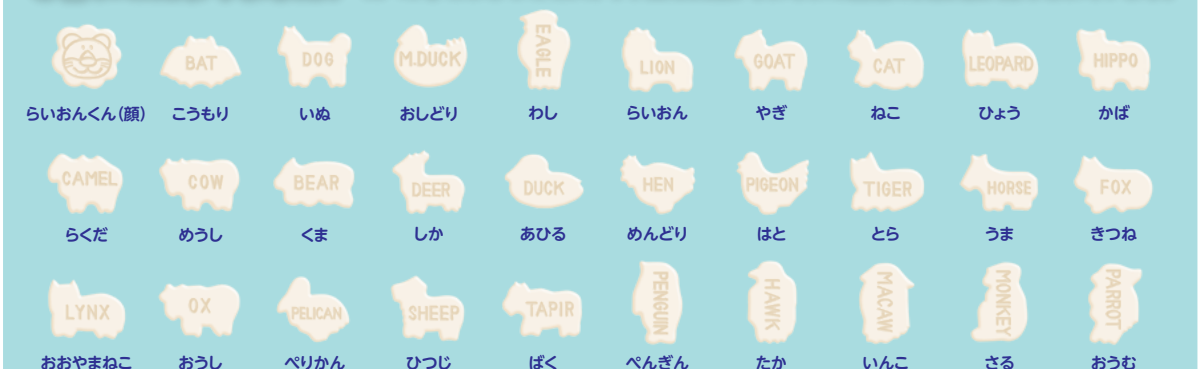 BAT DOG M.DUCK EAGLE LION GOAT CAT LEOPARD HIPPO
らいおんくん(顔) こうもり いぬ おしどり わし らいおん やぎ ねこ ひょう かば
CAMEL COW BEAR DEER DUCK HEN PIGEON TIGER HORSE FOX
らくだ めうし くま しか あひる めんどり はと とら うま きつね
LYNX OX PELICAN SHEEP TAPIR PENGUIN HAWK MACAW MONKEY PARROT
おおやまねこ おうし ぺりかん ひつじ ばく ぺんぎん たか いんこ さる おうむ